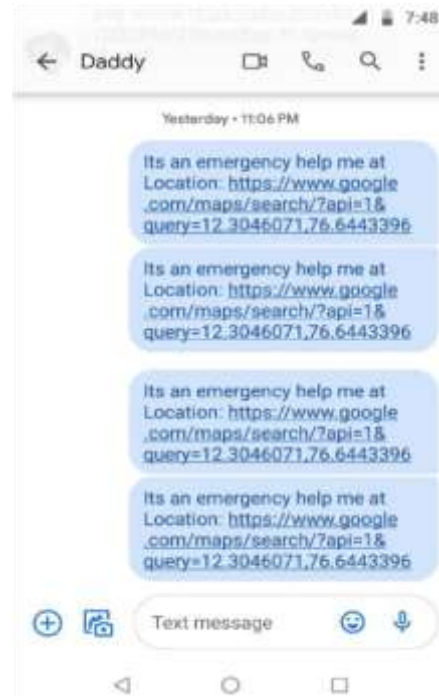 7:48
Daddy
Yesterday • 11:06 PM
Its an emergency help me at
Location: https://www.google
.com/maps/search/?api=1&
query=12.3046071,76.6443396
Its an emergency help me at
Location: https://www.google
.com/maps/search/?api=1&
query=12.3046071,76.6443396
Its an emergency help me at
Location: https://www.google
.com/maps/search/?api=1&
query=12.3046071,76.6443396
Its an emergency help me at
Location: https://www.google
.com/maps/search/?api=1&
query=12.3046071,76.6443396
Text message